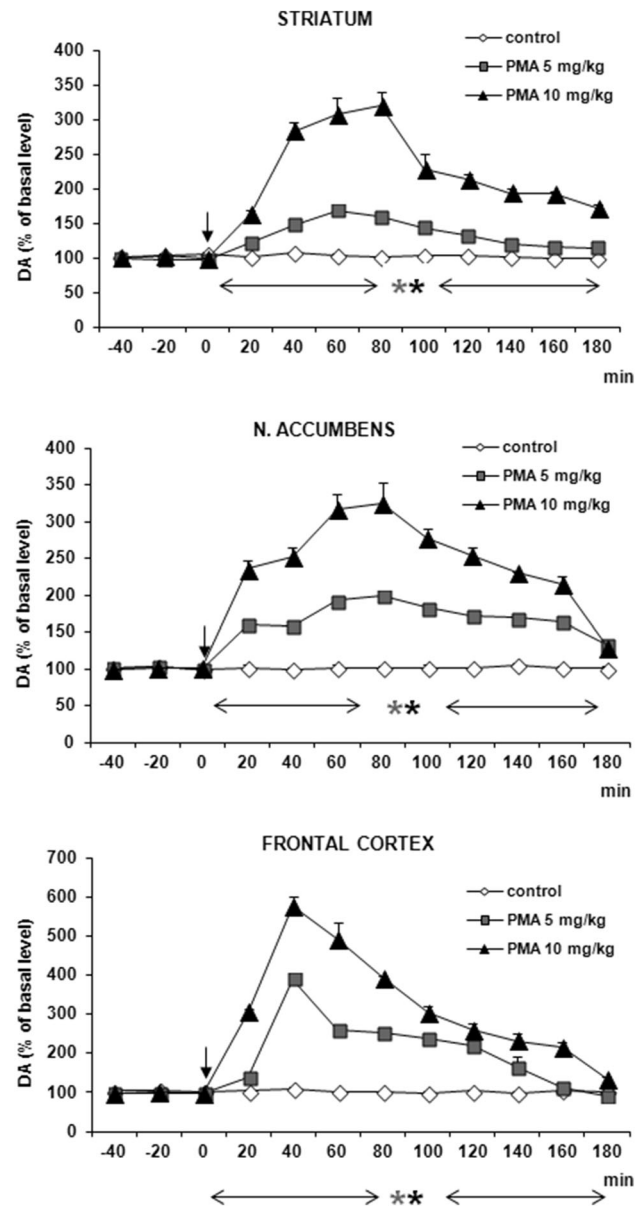 STRIATUM
control
PMA 5 mg/kg
PMA 10 mg/kg
DA (% of basal level)
400
350
300
250
200
150
100
50
0
-40 -20 0 20 40 60 80 100 120 140 160 180
min
**
N. ACCUMBENS
control
PMA 5 mg/kg
PMA 10 mg/kg
DA (% of basal level)
400
350
300
250
200
150
100
50
0
-40 -20 0 20 40 60 80 100 120 140 160 180
min
**
FRONTAL CORTEX
control
PMA 5 mg/kg
PMA 10 mg/kg
DA (% of basal level)
700
600
500
400
300
200
100
0
-40 -20 0 20 40 60 80 100 120 140 160 180
min
**